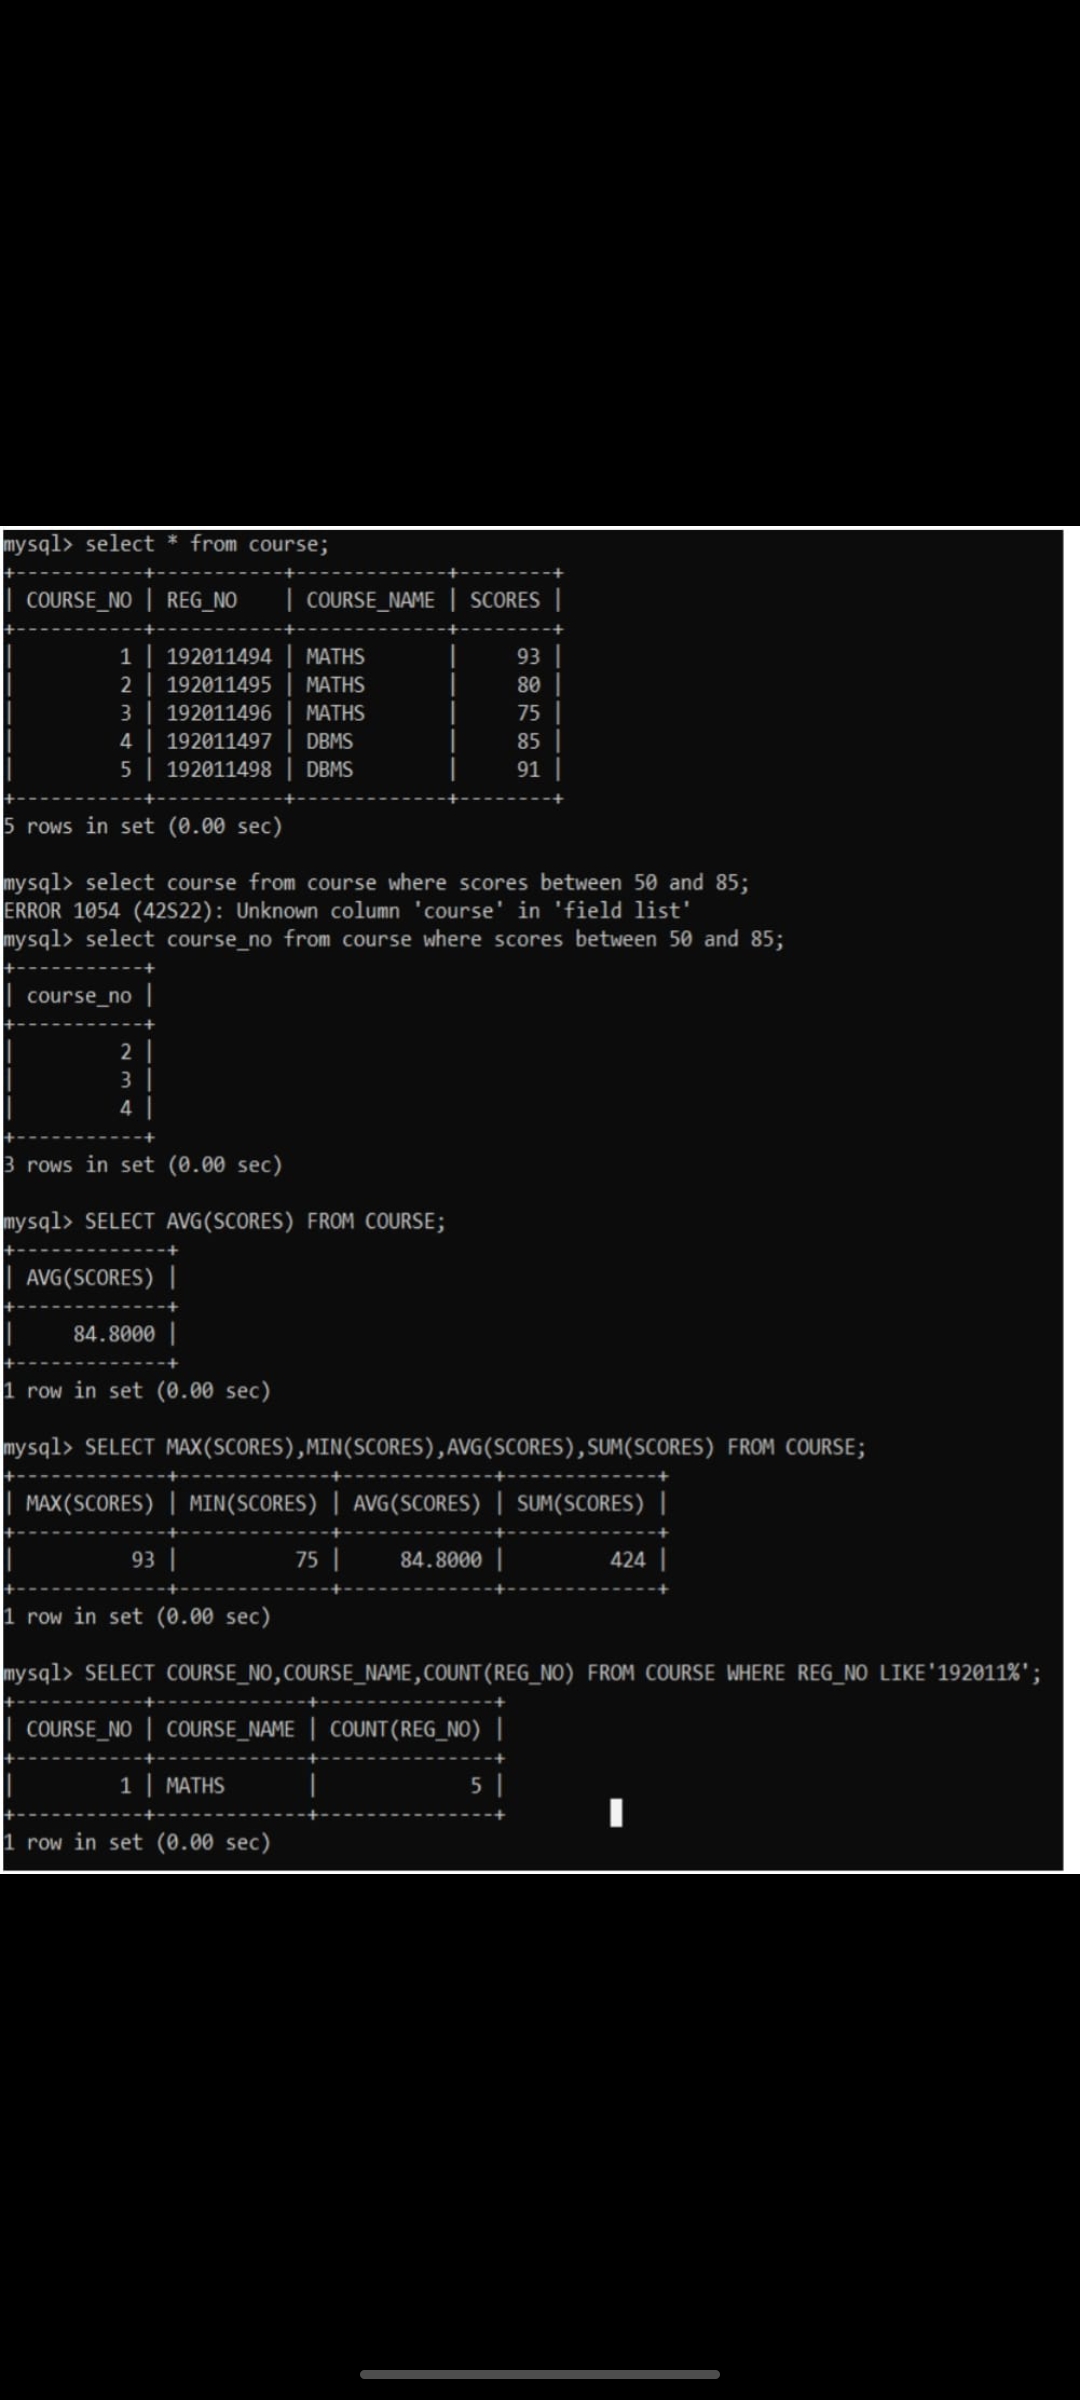 mysql> select * from course;
+-----------+-----------+-------------+--------+
| COURSE_NO | REG_NO    | COURSE_NAME | SCORES |
+-----------+-----------+-------------+--------+
|         1 | 192011494 | MATHS       |     93 |
|         2 | 192011495 | MATHS       |     80 |
|         3 | 192011496 | MATHS       |     75 |
|         4 | 192011497 | DBMS        |     85 |
|         5 | 192011498 | DBMS        |     91 |
+-----------+-----------+-------------+--------+
5 rows in set (0.00 sec)

mysql> select course from course where scores between 50 and 85;
ERROR 1054 (42S22): Unknown column 'course' in 'field list'
mysql> select course_no from course where scores between 50 and 85;
+-----------+
| course_no |
+-----------+
|         2 |
|         3 |
|         4 |
+-----------+
3 rows in set (0.00 sec)

mysql> SELECT AVG(SCORES) FROM COURSE;
+-------------+
| AVG(SCORES) |
+-------------+
|     84.8000 |
+-------------+
1 row in set (0.00 sec)

mysql> SELECT MAX(SCORES),MIN(SCORES),AVG(SCORES),SUM(SCORES) FROM COURSE;
+-------------+-------------+-------------+-------------+
| MAX(SCORES) | MIN(SCORES) | AVG(SCORES) | SUM(SCORES) |
+-------------+-------------+-------------+-------------+
|          93 |          75 |     84.8000 |         424 |
+-------------+-------------+-------------+-------------+
1 row in set (0.00 sec)

mysql> SELECT COURSE_NO,COURSE_NAME,COUNT(REG_NO) FROM COURSE WHERE REG_NO LIKE'192011%';
+-----------+-------------+---------------+
| COURSE_NO | COURSE_NAME | COUNT(REG_NO) |
+-----------+-------------+---------------+
|         1 | MATHS       |             5 |
+-----------+-------------+---------------+
1 row in set (0.00 sec)